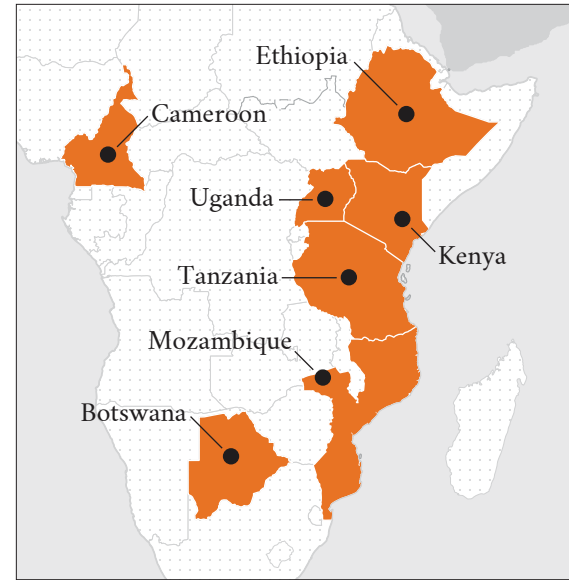 Ethiopia
Cameroon
Uganda
Kenya
Tanzania
Mozambique
Botswana